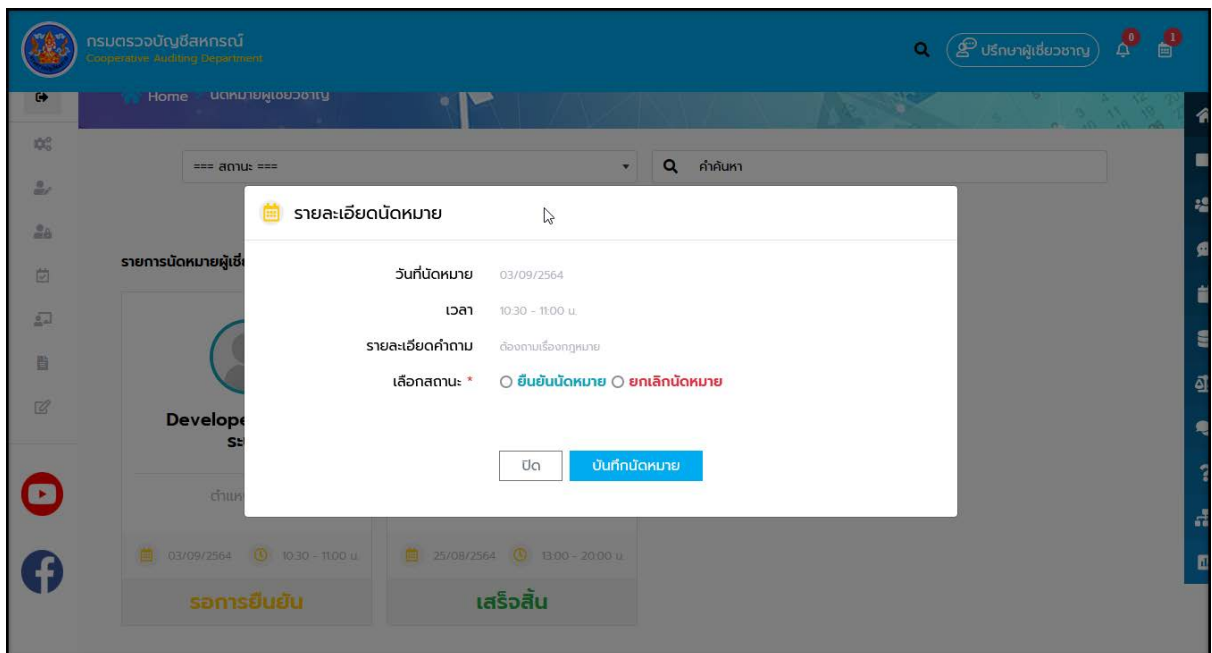 กรมตรวจบัญชีสหกรณ์
Cooperative Auditing Department
ปรึกษาผู้เชี่ยวชาญ
0
1
Home นัดหมายผู้เชี่ยวชาญ
=== สถานะ ===
คำค้นหา
รายละเอียดนัดหมาย
รายการนัดหมายผู้เชี่
วันที่นัดหมาย 03/09/2564
เวลา 10:30 - 11:00 น.
รายละเอียดคำถาม ต้องถามเรื่องกฎหมาย
เลือกสถานะ * ยืนยันนัดหมาย ยกเลิกนัดหมาย
Develope
ระ
ปิด บันทึกนัดหมาย
ตำแห
03/09/2564 10:30 - 11:00 น.
25/08/2564 13:00 - 20:00 น.
รอการยืนยัน
เสร็จสิ้น